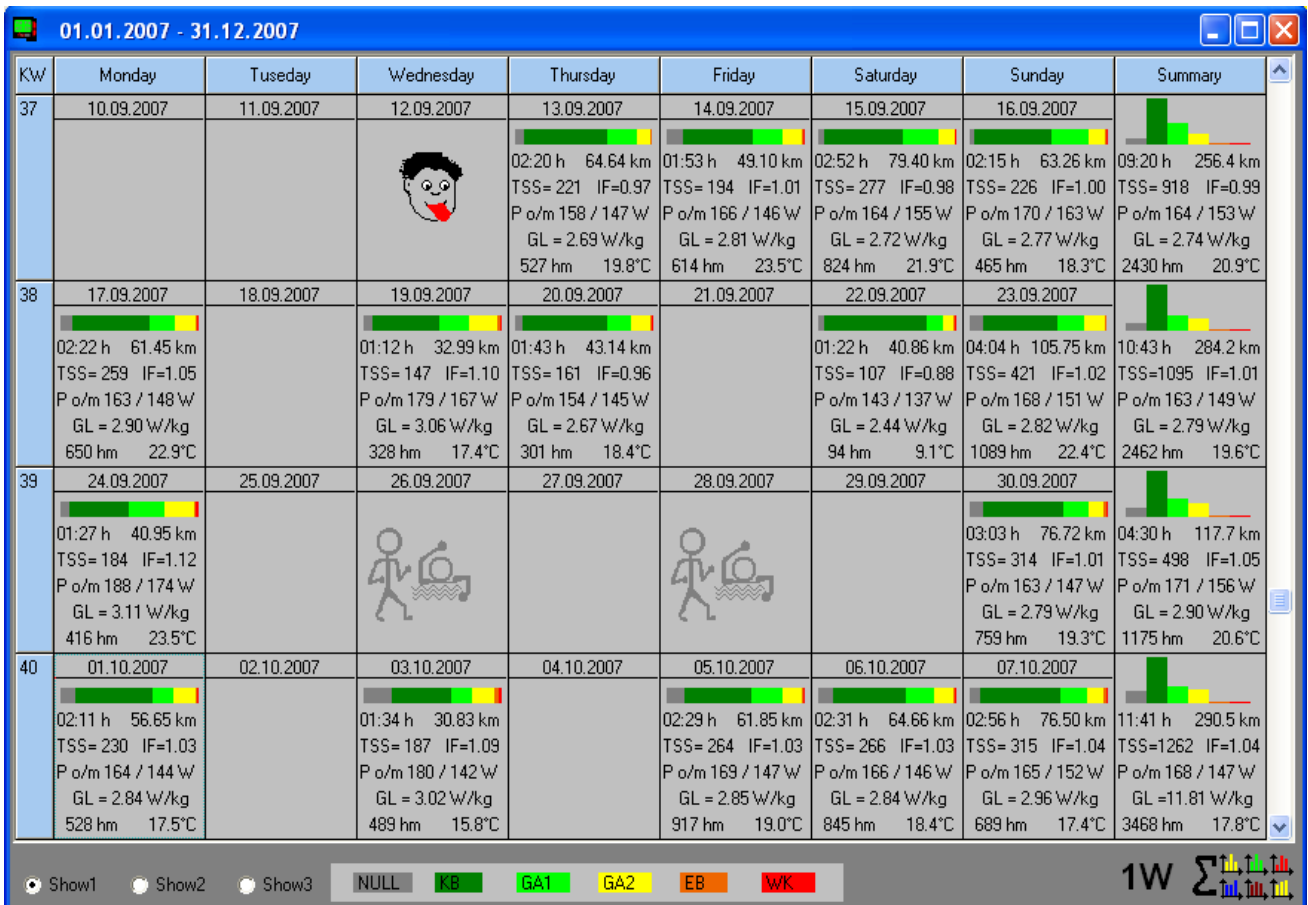 01.01.2007 - 31.12.2007
KW Monday Tuseday Wednesday Thursday Friday Saturday Sunday Summary
37 10.09.2007 11.09.2007 12.09.2007 13.09.2007 14.09.2007 15.09.2007 16.09.2007
02:20 h 64.64 km 01:53 h 49.10 km 02:52 h 79.40 km 02:15 h 63.26 km 09:20 h 256.4 km
TSS= 221 IF=0.97 TSS= 194 IF=1.01 TSS= 277 IF=0.98 TSS= 226 IF=1.00 TSS= 918 IF=0.99
P o/m 158 / 147 W P o/m 166 / 146 W P o/m 164 / 155 W P o/m 170 / 163 W P o/m 164 / 153 W
GL = 2.69 W/kg GL = 2.81 W/kg GL = 2.72 W/kg GL = 2.77 W/kg GL = 2.74 W/kg
527 hm 19.8°C 614 hm 23.5°C 824 hm 21.9°C 465 hm 18.3°C 2430 hm 20.9°C
38 17.09.2007 18.09.2007 19.09.2007 20.09.2007 21.09.2007 22.09.2007 23.09.2007
02:22 h 61.45 km 01:12 h 32.99 km 01:43 h 43.14 km 01:22 h 40.86 km 04:04 h 105.75 km 10:43 h 284.2 km
TSS= 259 IF=1.05 TSS= 147 IF=1.10 TSS= 161 IF=0.96 TSS= 107 IF=0.88 TSS= 421 IF=1.02 TSS=1095 IF=1.01
P o/m 163 / 148 W P o/m 179 / 167 W P o/m 154 / 145 W P o/m 143 / 137 W P o/m 168 / 151 W P o/m 163 / 149 W
GL = 2.90 W/kg GL = 3.06 W/kg GL = 2.67 W/kg GL = 2.44 W/kg GL = 2.82 W/kg GL = 2.79 W/kg
650 hm 22.9°C 328 hm 17.4°C 301 hm 18.4°C 94 hm 9.1°C 1089 hm 22.4°C 2462 hm 19.6°C
39 24.09.2007 25.09.2007 26.09.2007 27.09.2007 28.09.2007 29.09.2007 30.09.2007
01:27 h 40.95 km 03:03 h 76.72 km 04:30 h 117.7 km
TSS= 184 IF=1.12 TSS= 314 IF=1.01 TSS= 498 IF=1.05
P o/m 188 / 174 W P o/m 163 / 147 W P o/m 171 / 156 W
GL = 3.11 W/kg GL = 2.79 W/kg GL = 2.90 W/kg
416 hm 23.5°C 759 hm 19.3°C 1175 hm 20.6°C
40 01.10.2007 02.10.2007 03.10.2007 04.10.2007 05.10.2007 06.10.2007 07.10.2007
02:11 h 56.65 km 01:34 h 30.83 km 02:29 h 61.85 km 02:31 h 64.66 km 02:56 h 76.50 km 11:41 h 290.5 km
TSS= 230 IF=1.03 TSS= 187 IF=1.09 TSS= 264 IF=1.03 TSS= 266 IF=1.03 TSS= 315 IF=1.04 TSS=1262 IF=1.04
P o/m 164 / 144 W P o/m 180 / 142 W P o/m 169 / 147 W P o/m 166 / 146 W P o/m 165 / 152 W P o/m 168 / 147 W
GL = 2.84 W/kg GL = 3.02 W/kg GL = 2.85 W/kg GL = 2.84 W/kg GL = 2.96 W/kg GL =11.81 W/kg
528 hm 17.5°C 489 hm 15.8°C 917 hm 19.0°C 845 hm 18.4°C 689 hm 17.4°C 3468 hm 17.8°C
Show1 Show2 Show3 NULL KB GA1 GA2 EB WK 1W Σ